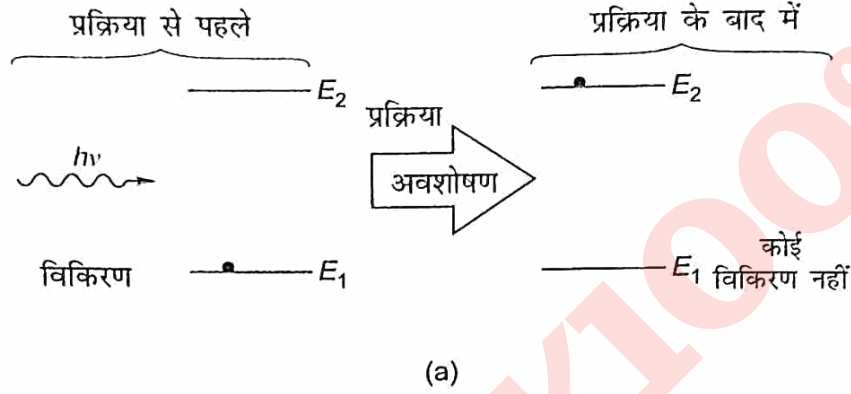 प्रक्रिया से पहले
प्रक्रिया के बाद में
E₂
प्रक्रिया
E₂
hν
अवशोषण
विकिरण
E₁
E₁
कोई
विकिरण नहीं
(a)